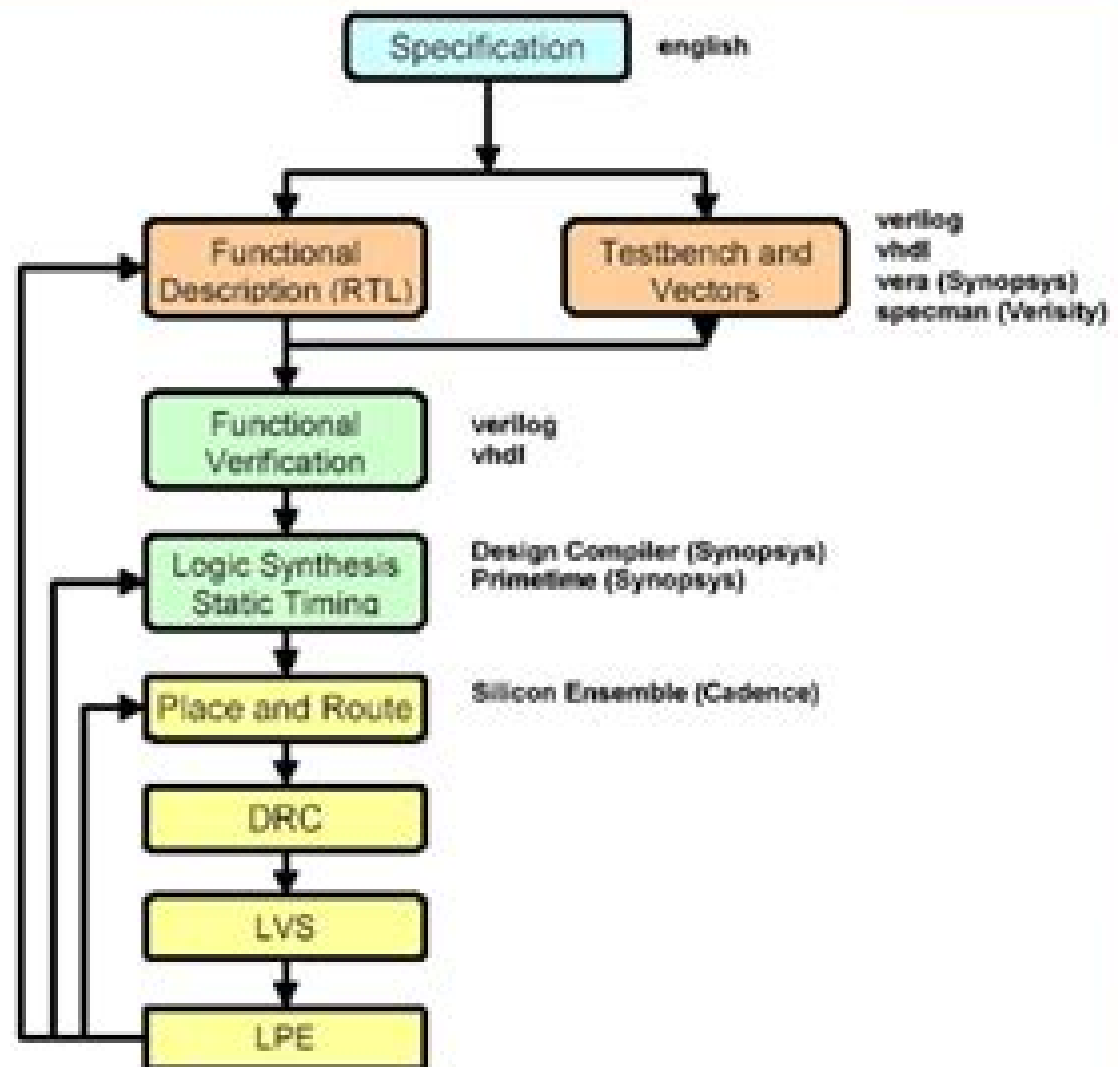 Specification
english
Functional
Description (RTL)
Testbench and
Vectors
verilog
vhdl
vera (Synopsys)
specman (Verisity)
Functional
Verification
verilog
vhdl
Logic Synthesis
Static Timing
Design Compiler (Synopsys)
Primetime (Synopsys)
Place and Route
Silicon Ensemble (Cadence)
DRC
LVS
LPE